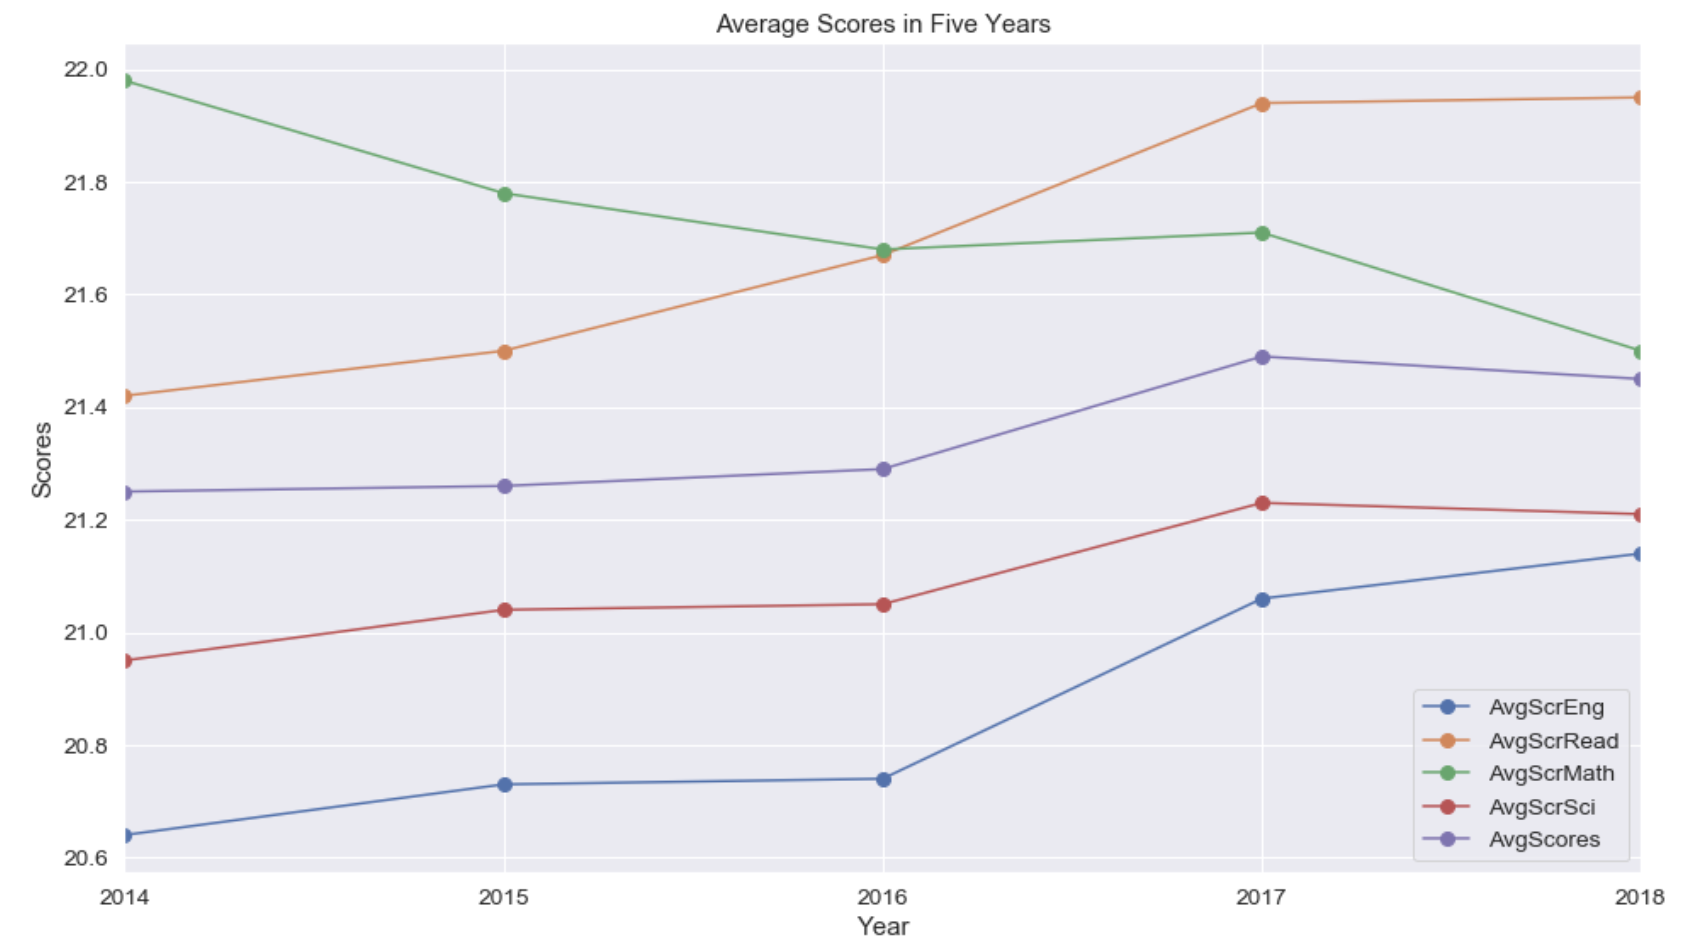 Average Scores in Five Years
22.0
21.8
21.6
21.4
21.2
21.0
20.8
20.6
Scores
2014 2015 2016 2017 2018
Year
AvgScrEng
AvgScrRead
AvgScrMath
AvgScrSci
AvgScores